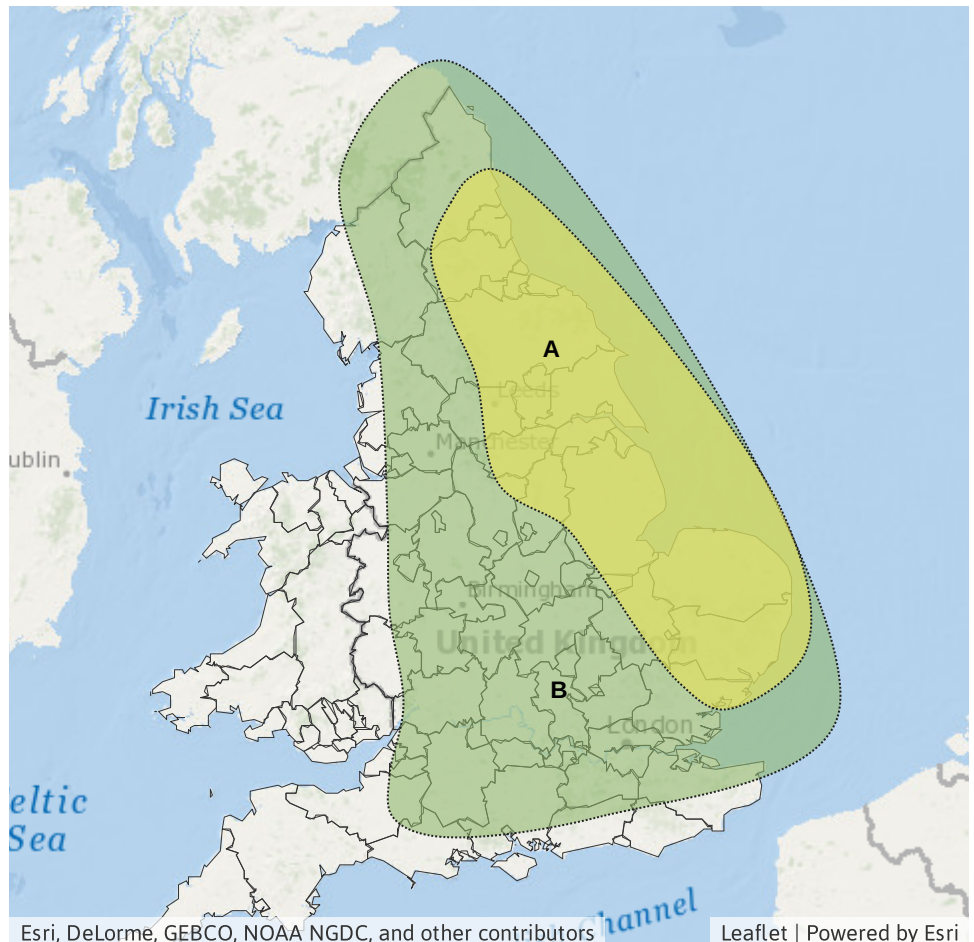 A
Leeds
Irish Sea
Manchester
ublin
Birmingham
United Kingdom
B
London
eltic
Sea
Channel
Esri, DeLorme, GEBCO, NOAA NGDC, and other contributors
Leaflet | Powered by Esri